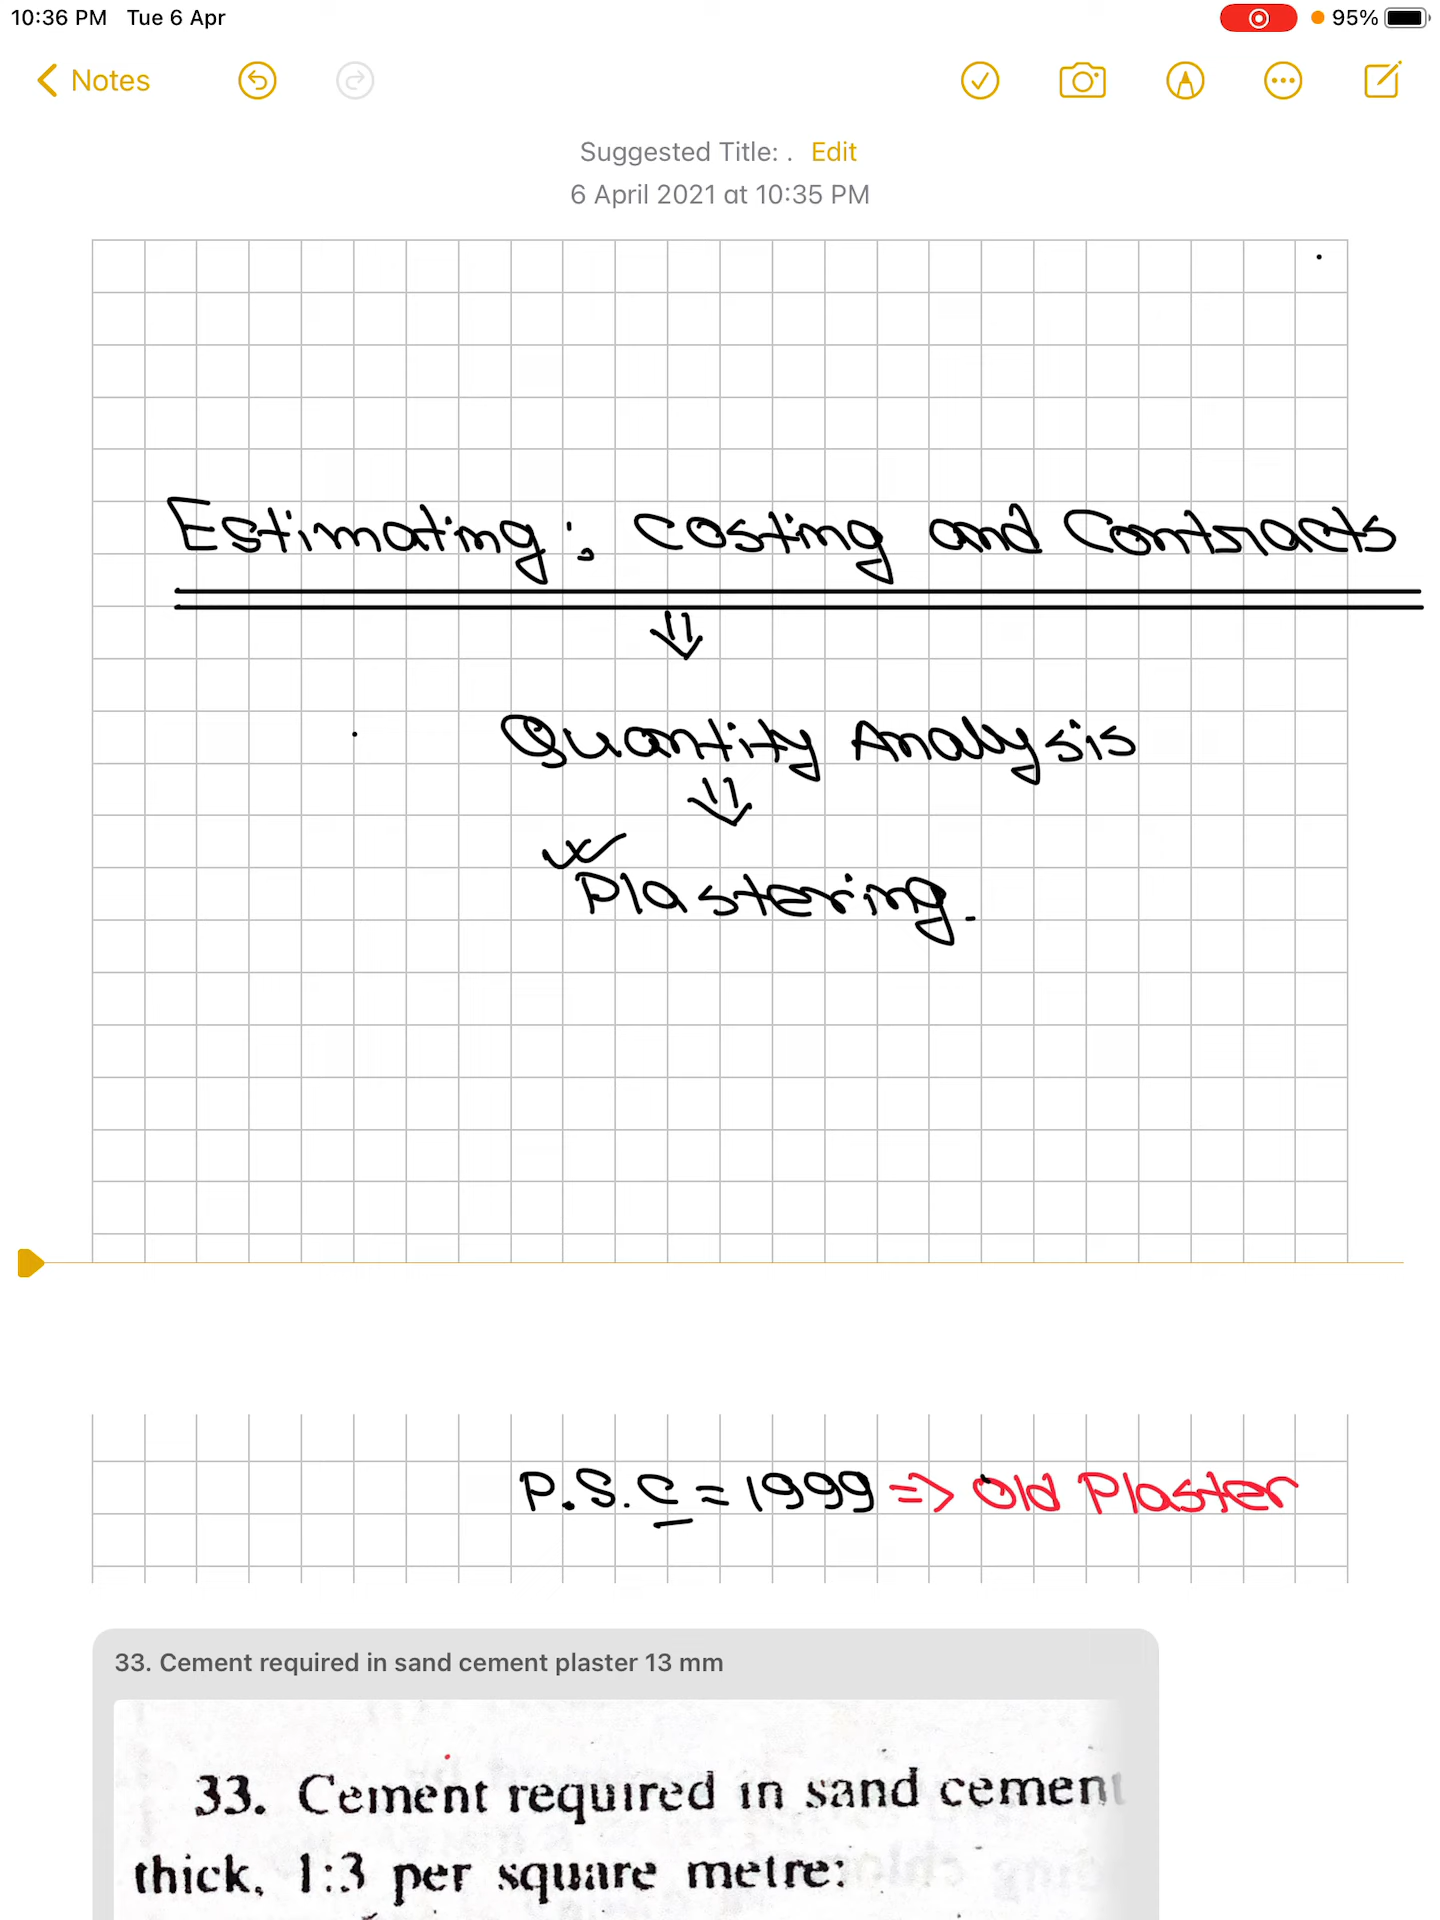 10:36 PM Tue 6 Apr 95%
Notes
Suggested Title: . Edit
6 April 2021 at 10:35 PM
Estimating, Costing and Contracts
Quantity Analysis
Plastering.
P.S.C = 1999 => Old Plaster
33. Cement required in sand cement plaster 13 mm
33. Cement required in sand cement
thick, 1:3 per square metre: